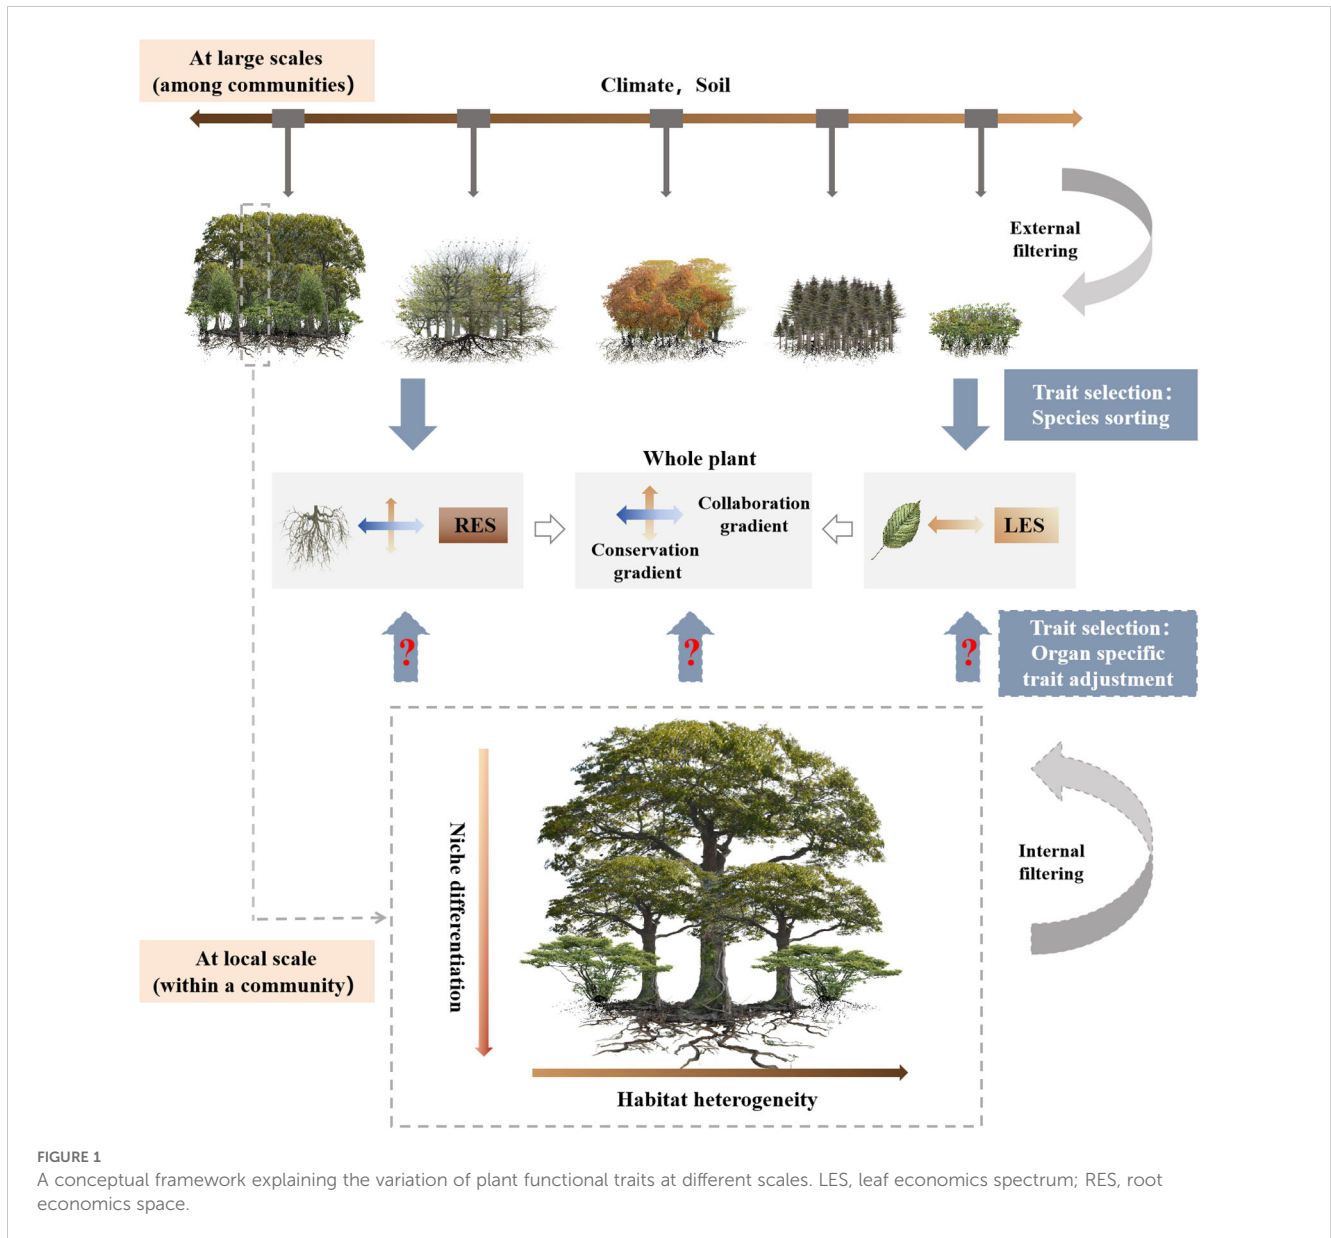 At large scales
(among communities)
Climate, Soil
External
filtering
Trait selection:
Species sorting
Whole plant
RES
Collaboration
gradient
Conservation
gradient
LES
?
?
?
Trait selection:
Organ specific
trait adjustment
Niche differentiation
Internal
filtering
At local scale
(within a community)
Habitat heterogeneity
FIGURE 1
A conceptual framework explaining the variation of plant functional traits at different scales. LES, leaf economics spectrum; RES, root
economics space.